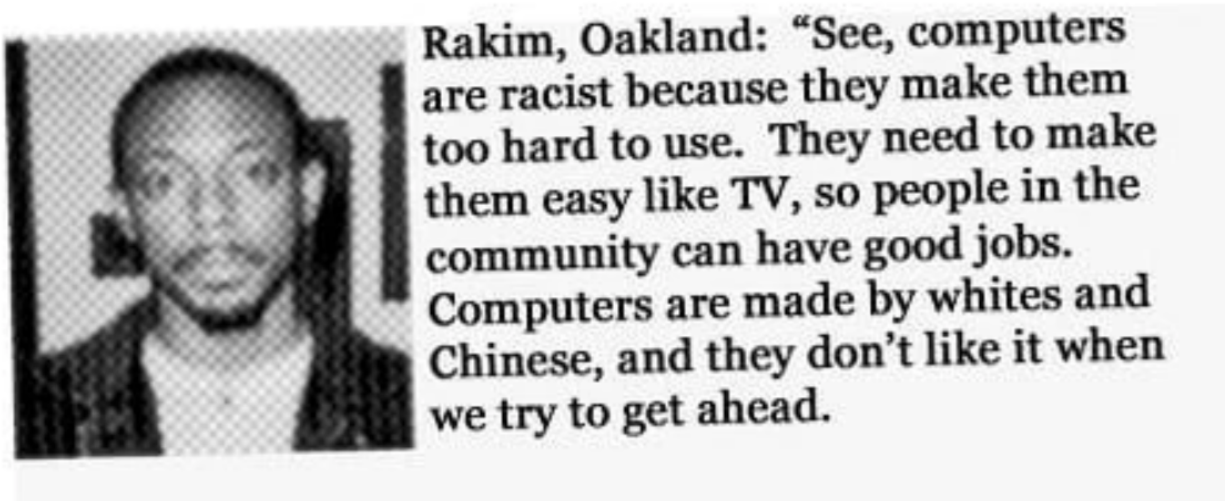 Rakim, Oakland: “See, computers
are racist because they make them
too hard to use. They need to make
them easy like TV, so people in the
community can have good jobs.
Computers are made by whites and
Chinese, and they don’t like it when
we try to get ahead.